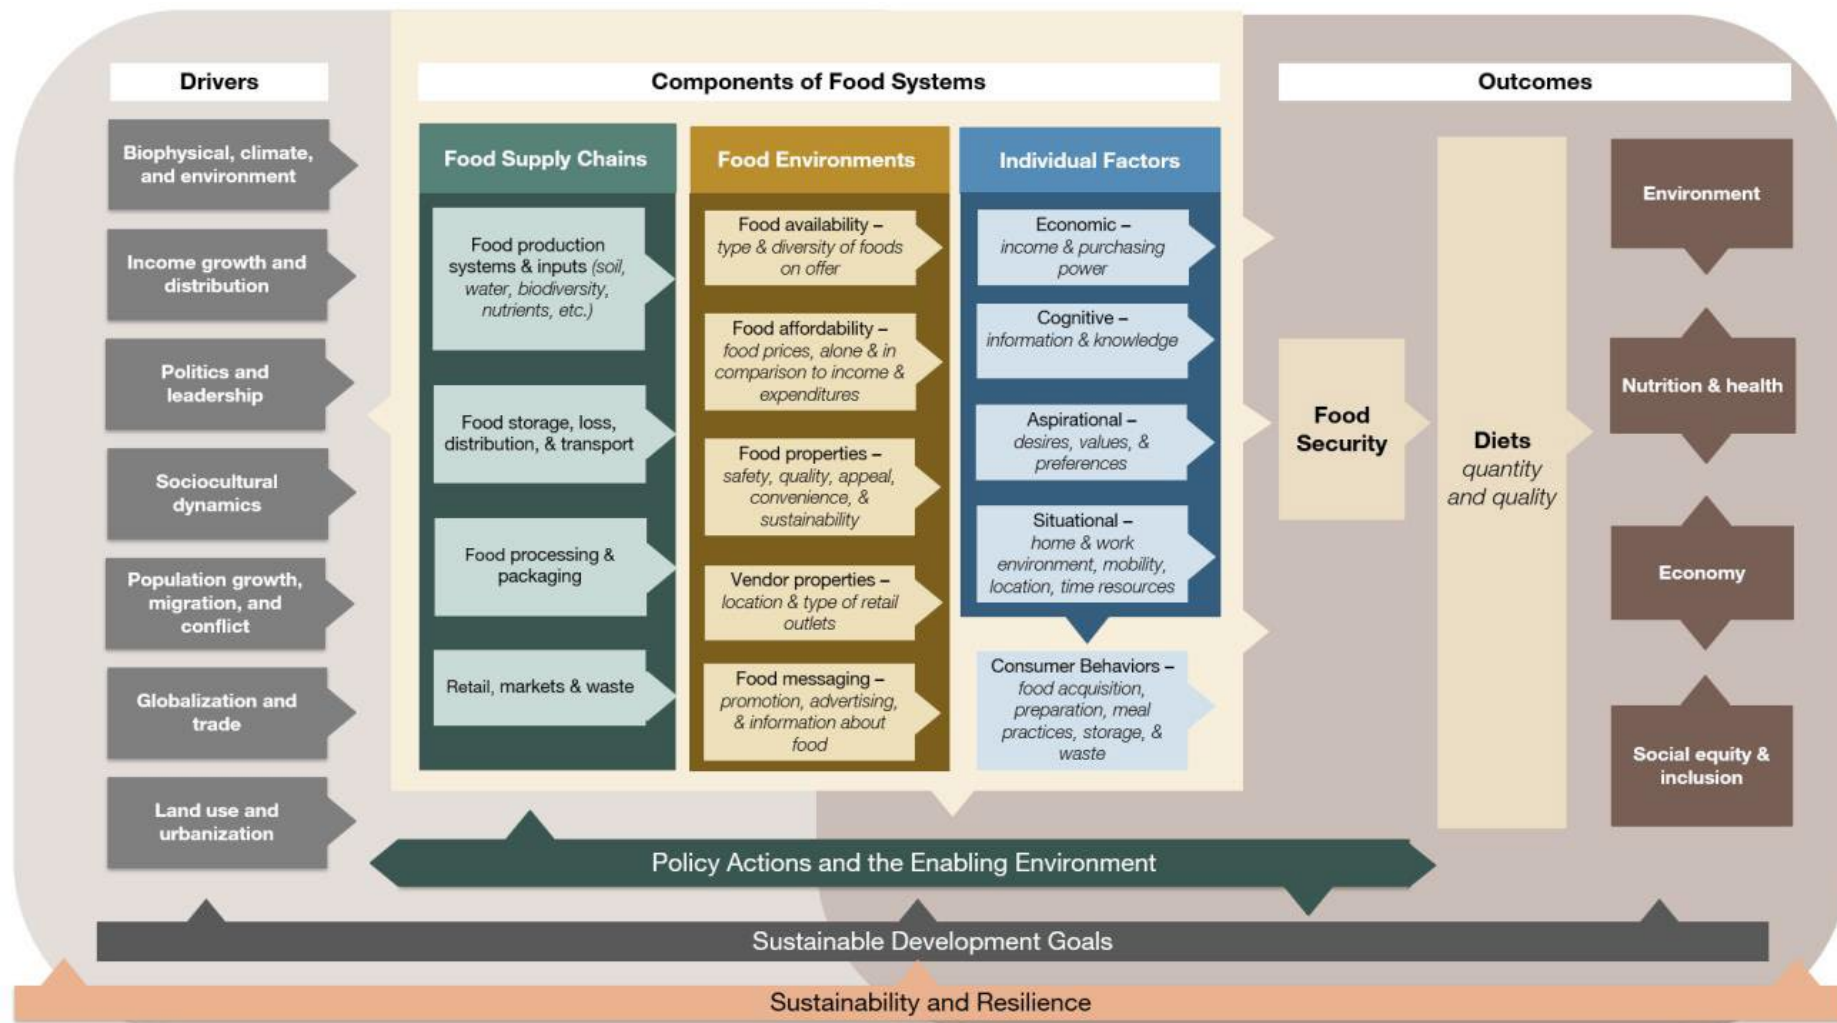 Drivers
Components of Food Systems
Outcomes
Biophysical, climate,
and environment
Income growth and
distribution
Politics and
leadership
Sociocultural
dynamics
Population growth,
migration, and
conflict
Globalization and
trade
Land use and
urbanization
Food Supply Chains
Food production
systems & inputs (soil,
water, biodiversity,
nutrients, etc.)
Food storage, loss,
distribution, & transport
Food processing &
packaging
Retail, markets & waste
Food Environments
Food availability –
type & diversity of foods
on offer
Food affordability –
food prices, alone & in
comparison to income &
expenditures
Food properties –
safety, quality, appeal,
convenience, &
sustainability
Vendor properties –
location & type of retail
outlets
Food messaging –
promotion, advertising,
& information about
food
Individual Factors
Economic –
income & purchasing
power
Cognitive –
information & knowledge
Aspirational –
desires, values, &
preferences
Situational –
home & work
environment, mobility,
location, time resources
Consumer Behaviors –
food acquisition,
preparation, meal
practices, storage, &
waste
Food
Security
Diets
quantity
and quality
Environment
Nutrition & health
Economy
Social equity &
inclusion
Policy Actions and the Enabling Environment
Sustainable Development Goals
Sustainability and Resilience